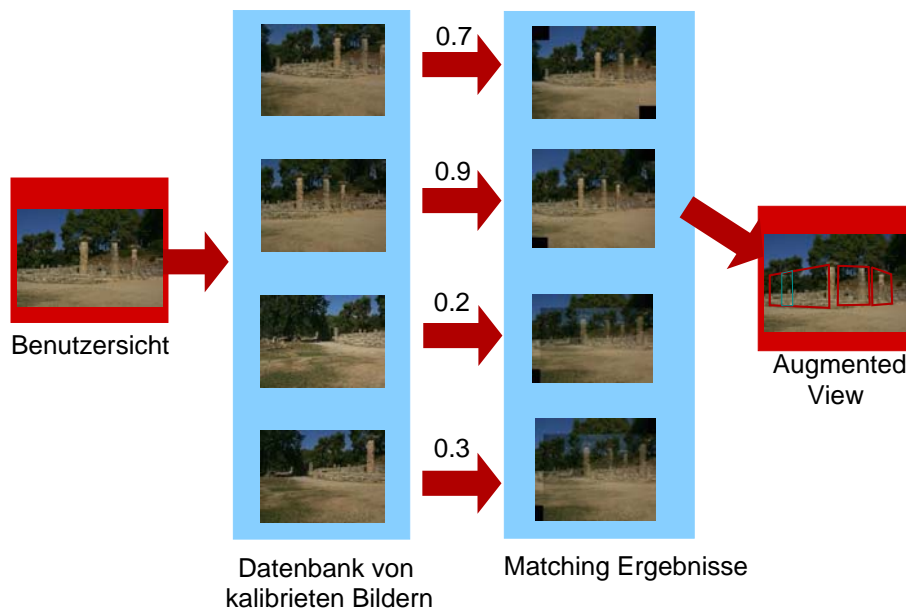 0.7
0.9
0.2
0.3
Benutzersicht
Augmented
View
Datenbank von
kalibrieten Bildern
Matching Ergebnisse